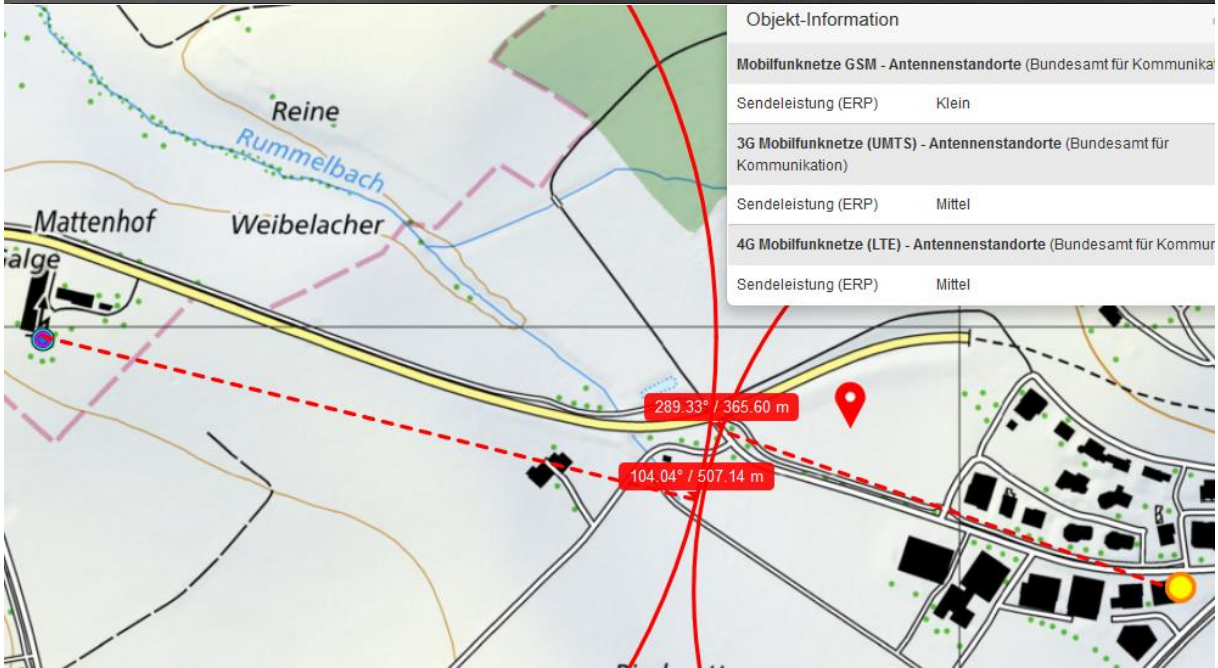 Objekt-Information
Mobilfunknetze GSM - Antennenstandorte (Bundesamt für Kommunika
Sendeleistung (ERP) Klein
3G Mobilfunknetze (UMTS) - Antennenstandorte (Bundesamt für
Kommunikation)
Sendeleistung (ERP) Mittel
4G Mobilfunknetze (LTE) - Antennenstandorte (Bundesamt für Kommu
Sendeleistung (ERP) Mittel
Reine
Rummelbach
Mattenhof
Weibelacher
alge
289.33° / 365.60 m
104.04° / 507.14 m